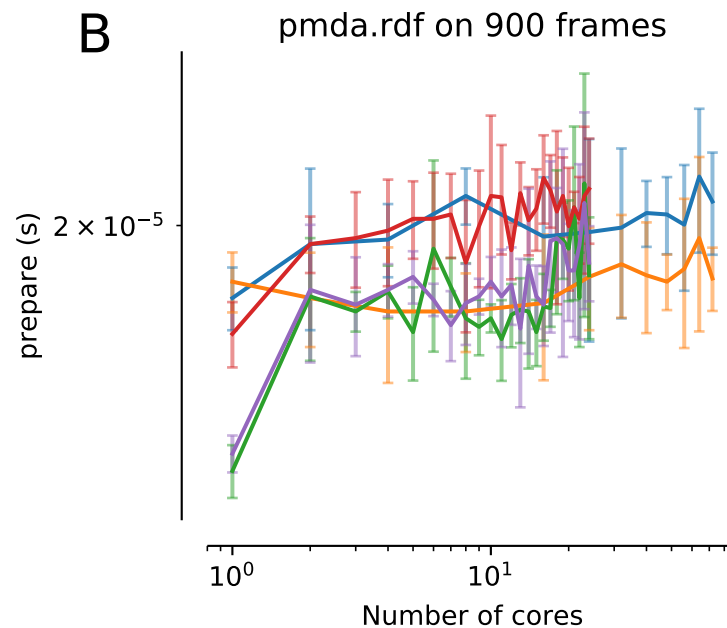 B
pmda.rdf on 900 frames
prepare (s)
2 × 10⁻⁵
10⁰ 10¹
Number of cores